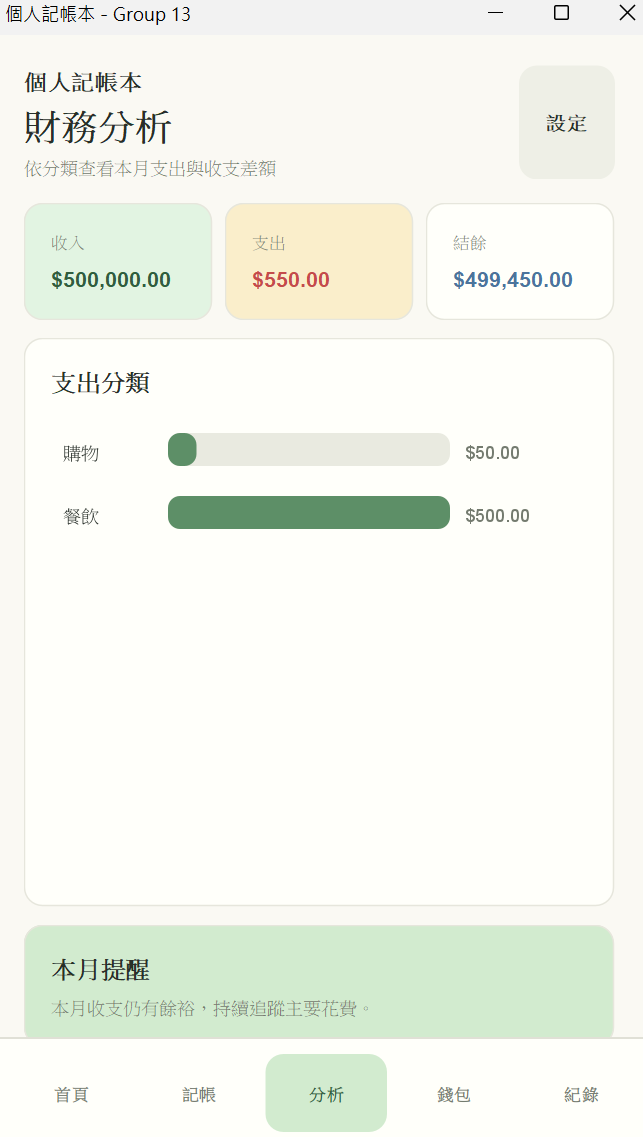 個人記帳本 - Group 13
個人記帳本
財務分析
設定
依分類查看本月支出與收支差額
收入
$500,000.00
支出
$550.00
結餘
$499,450.00
支出分類
購物
$50.00
餐飲
$500.00
本月提醒
本月收支仍有餘裕，持續追蹤主要花費。
首頁
記帳
分析
錢包
紀錄